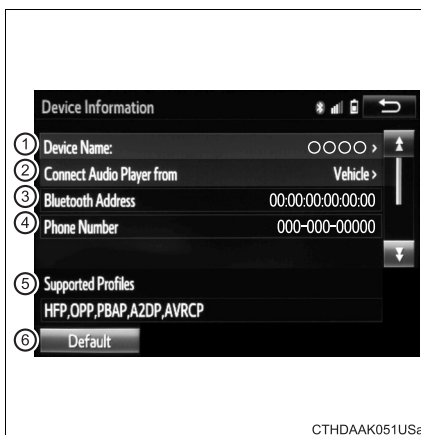 Device Information
① Device Name: ○○○○ ›
② Connect Audio Player from Vehicle ›
③ Bluetooth Address 00:00:00:00:00:00
④ Phone Number 000-000-00000
⑤ Supported Profiles
HFP,OPP,PBAP,A2DP,AVRCP
⑥ Default
CTHDAAK051USa